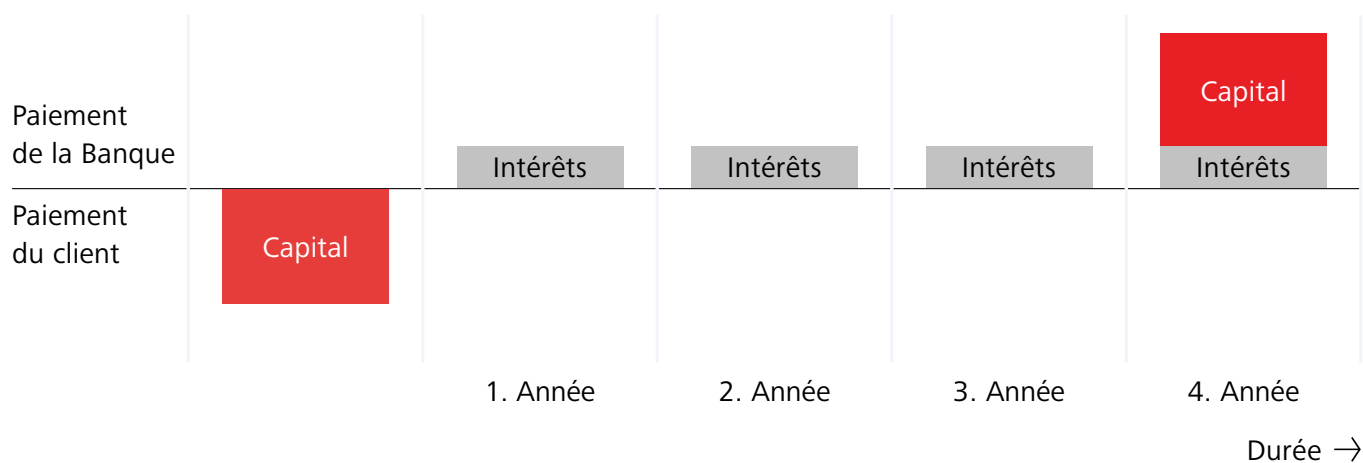 Capital
Paiement
de la Banque
Intérêts
Intérêts
Intérêts
Intérêts
Paiement
du client
Capital
1. Année
2. Année
3. Année
4. Année
Durée →